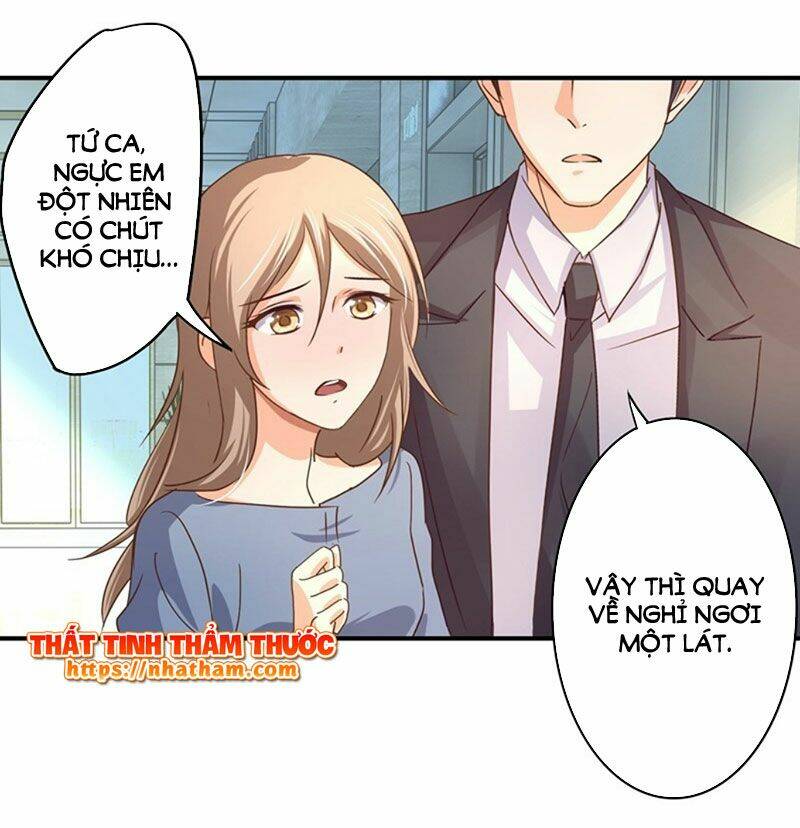 TỨ CA,
NGỰC EM
ĐỘT NHIÊN
CÓ CHÚT
KHÓ CHỊU...
VẬY THÌ QUAY
VỀ NGHỈ NGƠI
MỘT LÁT.
THẤT TINH THẨM THƯỚC
https://nhatham.com